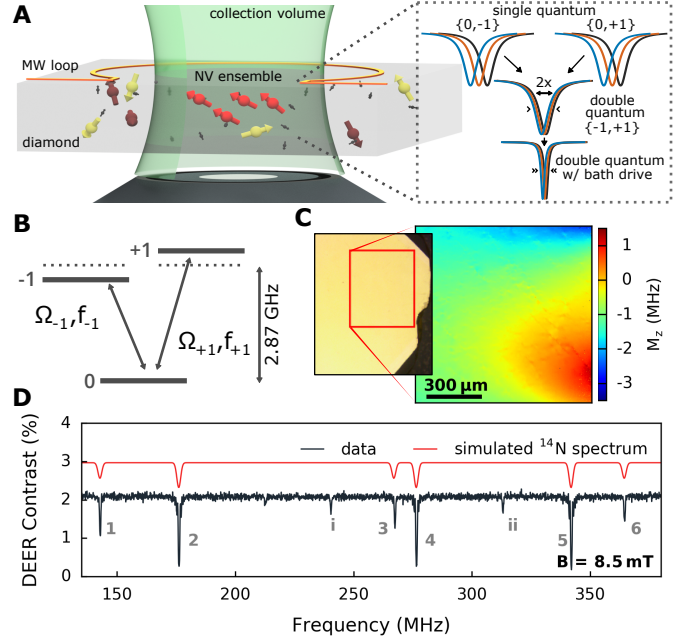 A
collection volume
MW loop
NV ensemble
diamond
single quantum
{0,-1}
{0,+1}
2x
double
quantum
{-1,+1}
double quantum
w/ bath drive
B
+1
-1
0
Ω-1,f-1
Ω+1,f+1
2.87 GHz
C
300 μm
1
0
-1
-2
-3
Mz (MHz)
D
DEER Contrast (%)
4
3
2
1
0
data
simulated 14N spectrum
1
2
i
3
4
ii
5
6
B = 8.5 mT
150
200
250
300
350
Frequency (MHz)